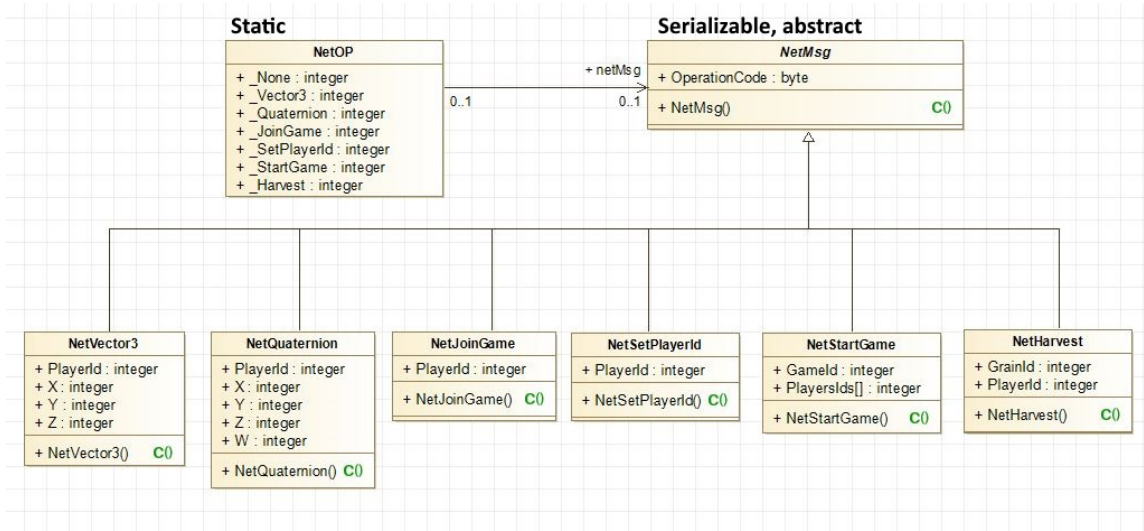 Static
NetOP
+ _None : integer
+ _Vector3 : integer
+ _Quaternion : integer
+ _JoinGame : integer
+ _SetPlayerId : integer
+ _StartGame : integer
+ _Harvest : integer
0..1
+ netMsg
0..1
Serializable, abstract
NetMsg
+ OperationCode : byte
+ NetMsg() C()
NetVector3
+ PlayerId : integer
+ X : integer
+ Y : integer
+ Z : integer
+ NetVector3() C()
NetQuaternion
+ PlayerId : integer
+ X : integer
+ Y : integer
+ Z : integer
+ W : integer
+ NetQuaternion() C()
NetJoinGame
+ PlayerId : integer
+ NetJoinGame() C()
NetSetPlayerId
+ PlayerId : integer
+ NetSetPlayerId() C()
NetStartGame
+ GameId : integer
+ PlayersIds[] : integer
+ NetStartGame() C()
NetHarvest
+ GrainId : integer
+ PlayerId : integer
+ NetHarvest() C()